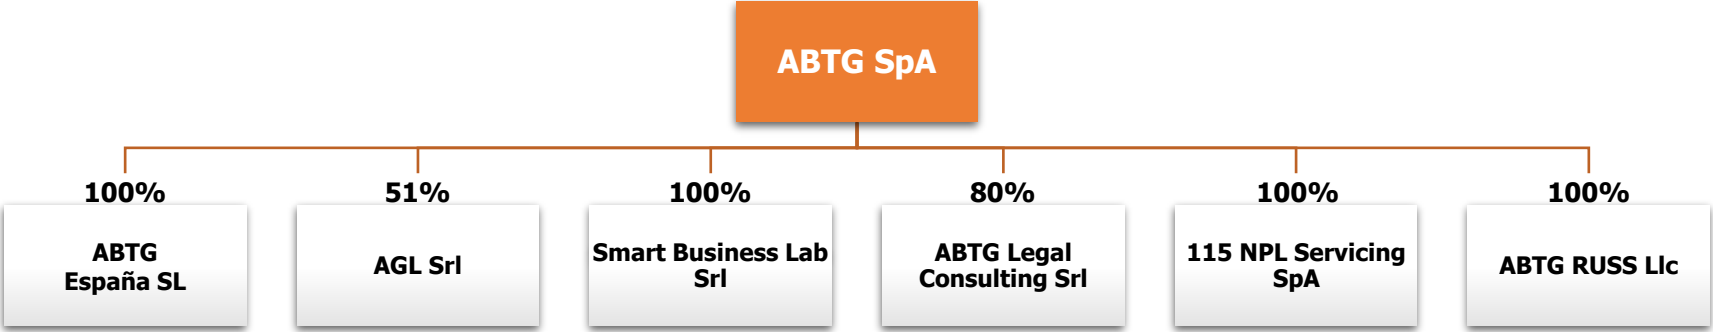 ABTG SpA
100%
51%
100%
80%
100%
100%
ABTG
España SL
AGL Srl
Smart Business Lab
Srl
ABTG Legal
Consulting Srl
115 NPL Servicing
SpA
ABTG RUSS Llc